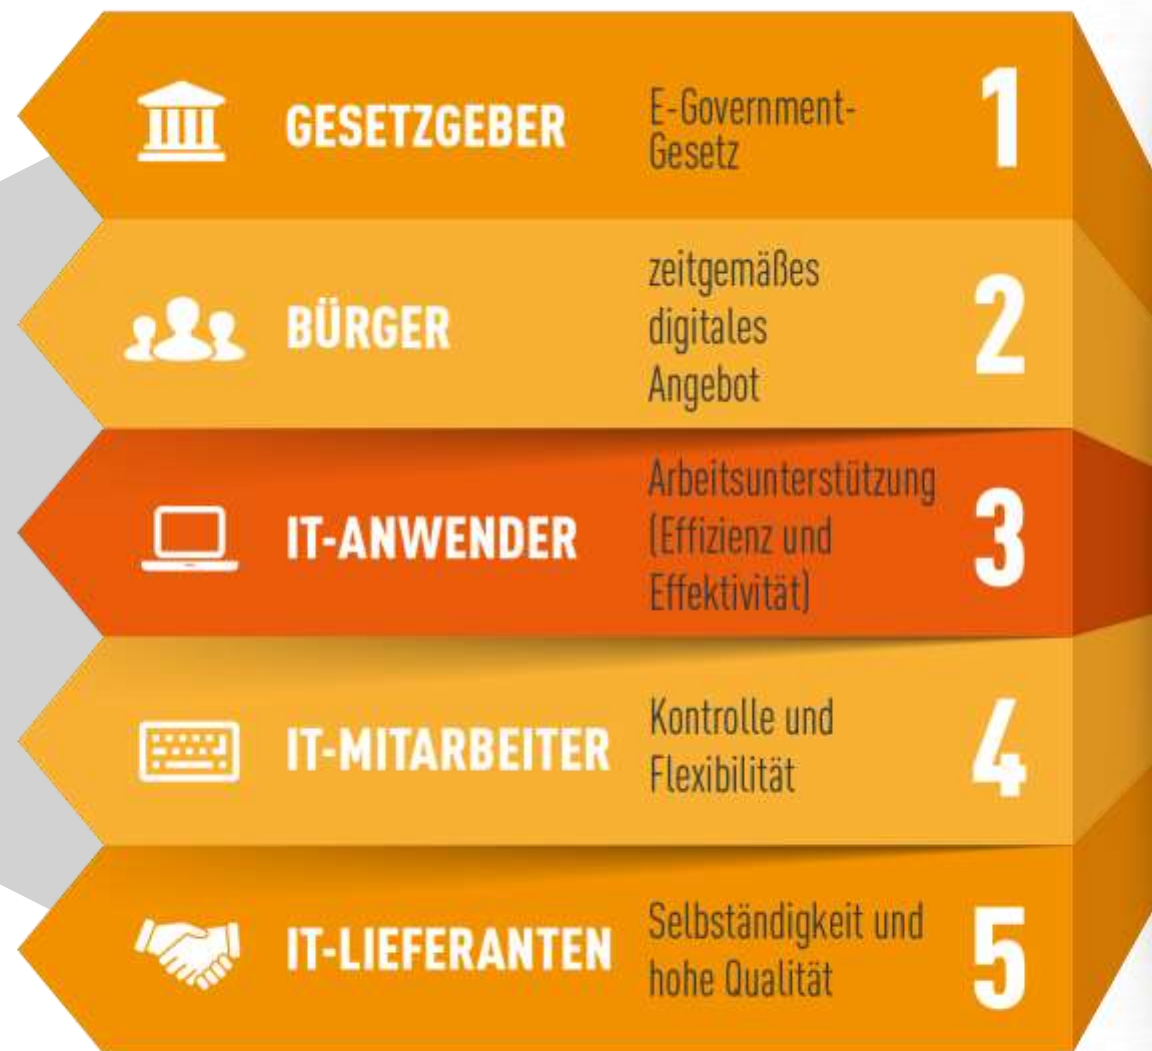 GESETZGEBER
E-Government-
Gesetz
1
BÜRGER
zeitgemäßes
digitales
Angebot
2
IT-ANWENDER
Arbeitsunterstützung
(Effizienz und
Effektivität)
3
IT-MITARBEITER
Kontrolle und
Flexibilität
4
IT-LIEFERANTEN
Selbständigkeit und
hohe Qualität
5